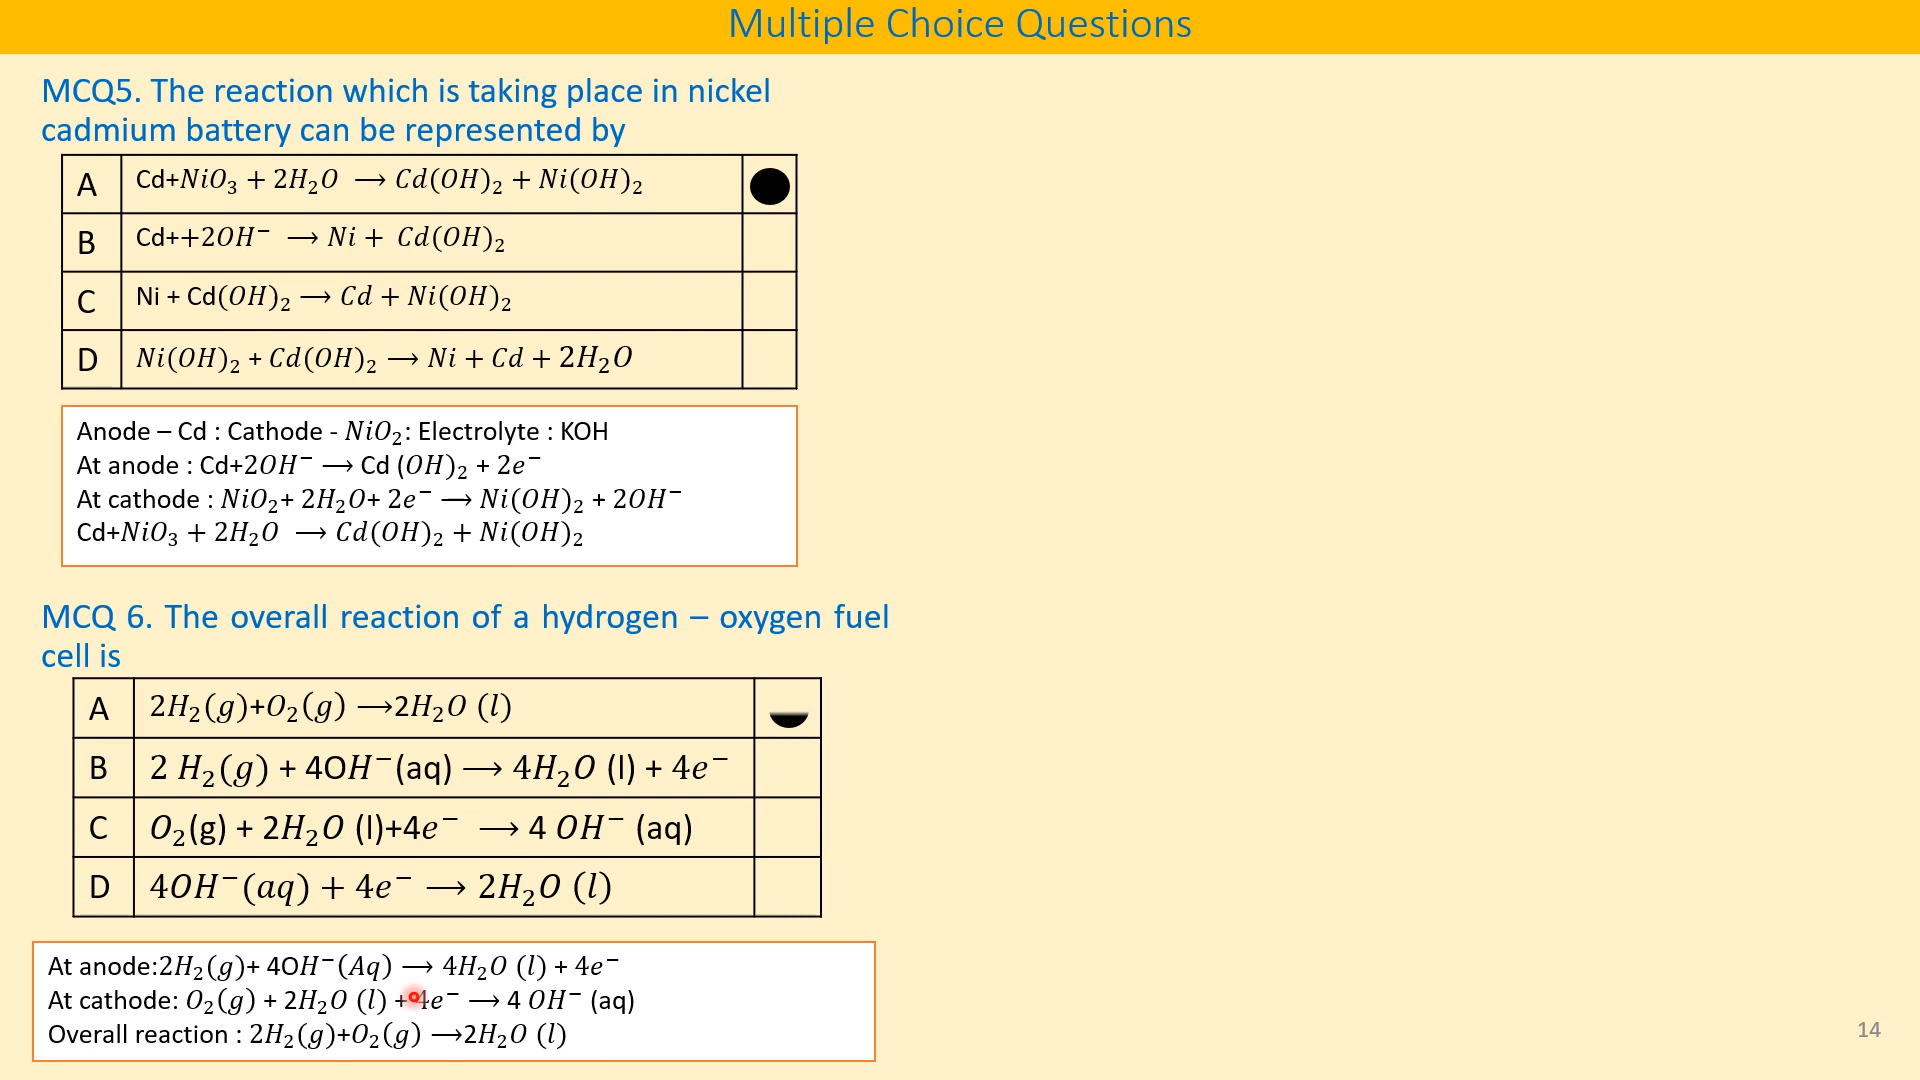 Multiple Choice Questions
MCQ5. The reaction which is taking place in nickel
cadmium battery can be represented by
A Cd+NiO₃ + 2H₂O ⟶ Cd(OH)₂ + Ni(OH)₂
B Cd++2OH⁻ ⟶ Ni + Cd(OH)₂
C Ni + Cd(OH)₂ ⟶ Cd + Ni(OH)₂
D Ni(OH)₂ + Cd(OH)₂ ⟶ Ni + Cd + 2H₂O
Anode – Cd : Cathode - NiO₂: Electrolyte : KOH
At anode : Cd+2OH⁻ ⟶ Cd (OH)₂ + 2e⁻
At cathode : NiO₂+ 2H₂O+ 2e⁻ ⟶ Ni(OH)₂ + 2OH⁻
Cd+NiO₃ + 2H₂O ⟶ Cd(OH)₂ + Ni(OH)₂
MCQ 6. The overall reaction of a hydrogen – oxygen fuel
cell is
A 2H₂(g)+O₂(g) ⟶2H₂O (l)
B 2 H₂(g) + 4OH⁻(aq) ⟶ 4H₂O (l) + 4e⁻
C O₂(g) + 2H₂O (l)+4e⁻ ⟶ 4 OH⁻ (aq)
D 4OH⁻(aq) + 4e⁻ ⟶ 2H₂O (l)
At anode:2H₂(g)+ 4OH⁻(Aq) ⟶ 4H₂O (l) + 4e⁻
At cathode: O₂(g) + 2H₂O (l) + 4e⁻ ⟶ 4 OH⁻ (aq)
Overall reaction : 2H₂(g)+O₂(g) ⟶2H₂O (l)
14